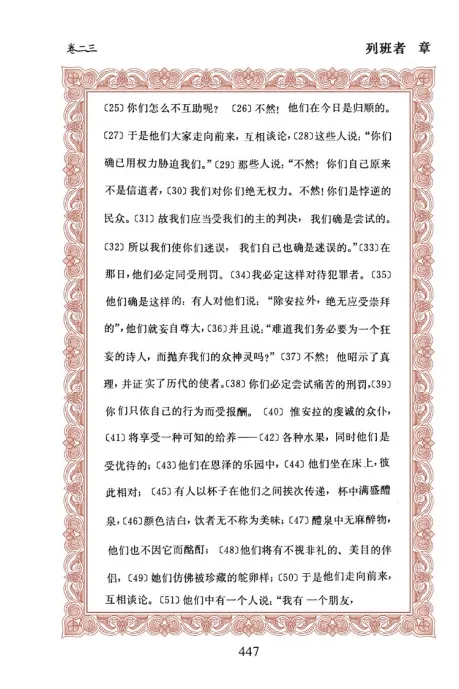 卷二三
列班者 章
〔25〕你们怎么不互助呢? 〔26〕不然! 他们在今日是归顺的。
〔27〕于是他们大家走向前来,互相谈论,〔28〕这些人说:“你们
确已用权力胁迫我们。”〔29〕那些人说:“不然! 你们自己原来
不是信道者,〔30〕我们对你们绝无权力。不然!你们是悖逆的
民众。〔31〕故我们应当受我们的主的判决, 我们确是尝试的。
〔32〕所以我们使你们迷误, 我们自己也确是迷误的。”〔33〕在
那日,他们必定同受刑罚。〔34〕我必定这样对待犯罪者。〔35〕
他们确是这样的: 有人对他们说: “除安拉外, 绝无应受崇拜
的”,他们就妄自尊大,〔36〕并且说:“难道我们务必要为一个狂
妄的诗人,而抛弃我们的众神灵吗?”〔37〕不然! 他昭示了真
理,并证实了历代的使者。〔38〕你们必定尝试痛苦的刑罚,〔39〕
你们只依自己的行为而受报酬。〔40〕 惟安拉的虔诚的众仆,
〔41〕将享受一种可知的给养——〔42〕各种水果,同时他们是
受优待的;〔43〕他们在恩泽的乐园中,〔44〕他们坐在床上,彼
此相对; 〔45〕有人以杯子在他们之间挨次传递, 杯中满盛醴
泉,〔46〕颜色洁白,饮者无不称为美味;〔47〕醴泉中无麻醉物,
他们也不因它而酩酊; 〔48〕他们将有不视非礼的、美目的伴
侣,〔49〕她们仿佛被珍藏的鸵卵样;〔50〕于是他们走向前来,
互相谈论。〔51〕他们中有一个人说:“我有一个朋友,
447